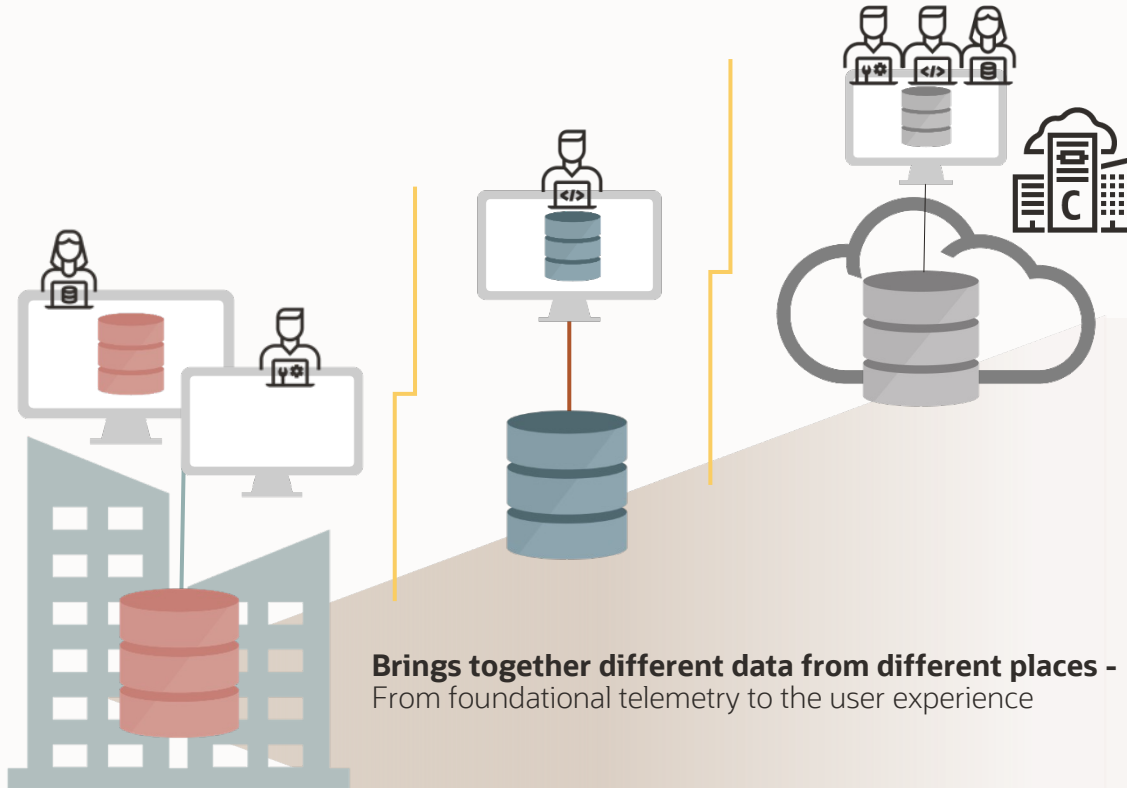 </>
</>
C
Brings together different data from different places -
From foundational telemetry to the user experience